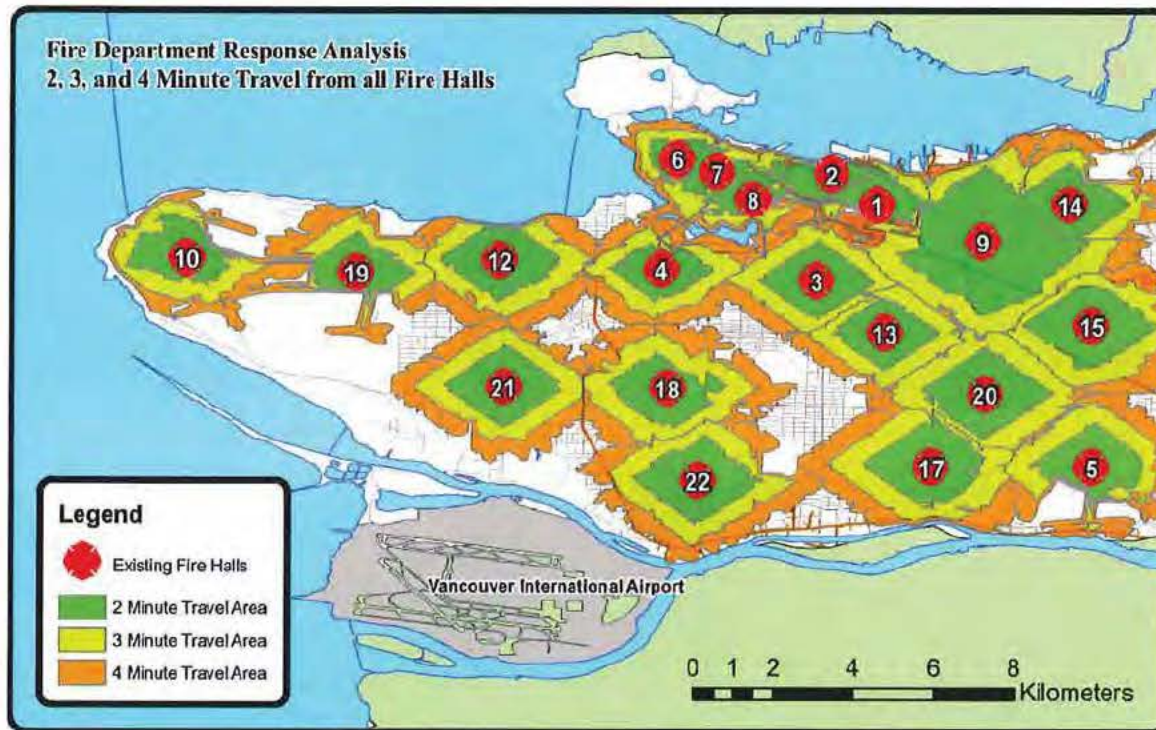 Fire Department Response Analysis
2, 3, and 4 Minute Travel from all Fire Halls
6
7
2
8
1
14
9
10
19
12
4
3
13
15
21
18
20
22
17
5
Legend
Existing Fire Halls
2 Minute Travel Area
3 Minute Travel Area
4 Minute Travel Area
Vancouver International Airport
0 1 2 4 6 8
Kilometers